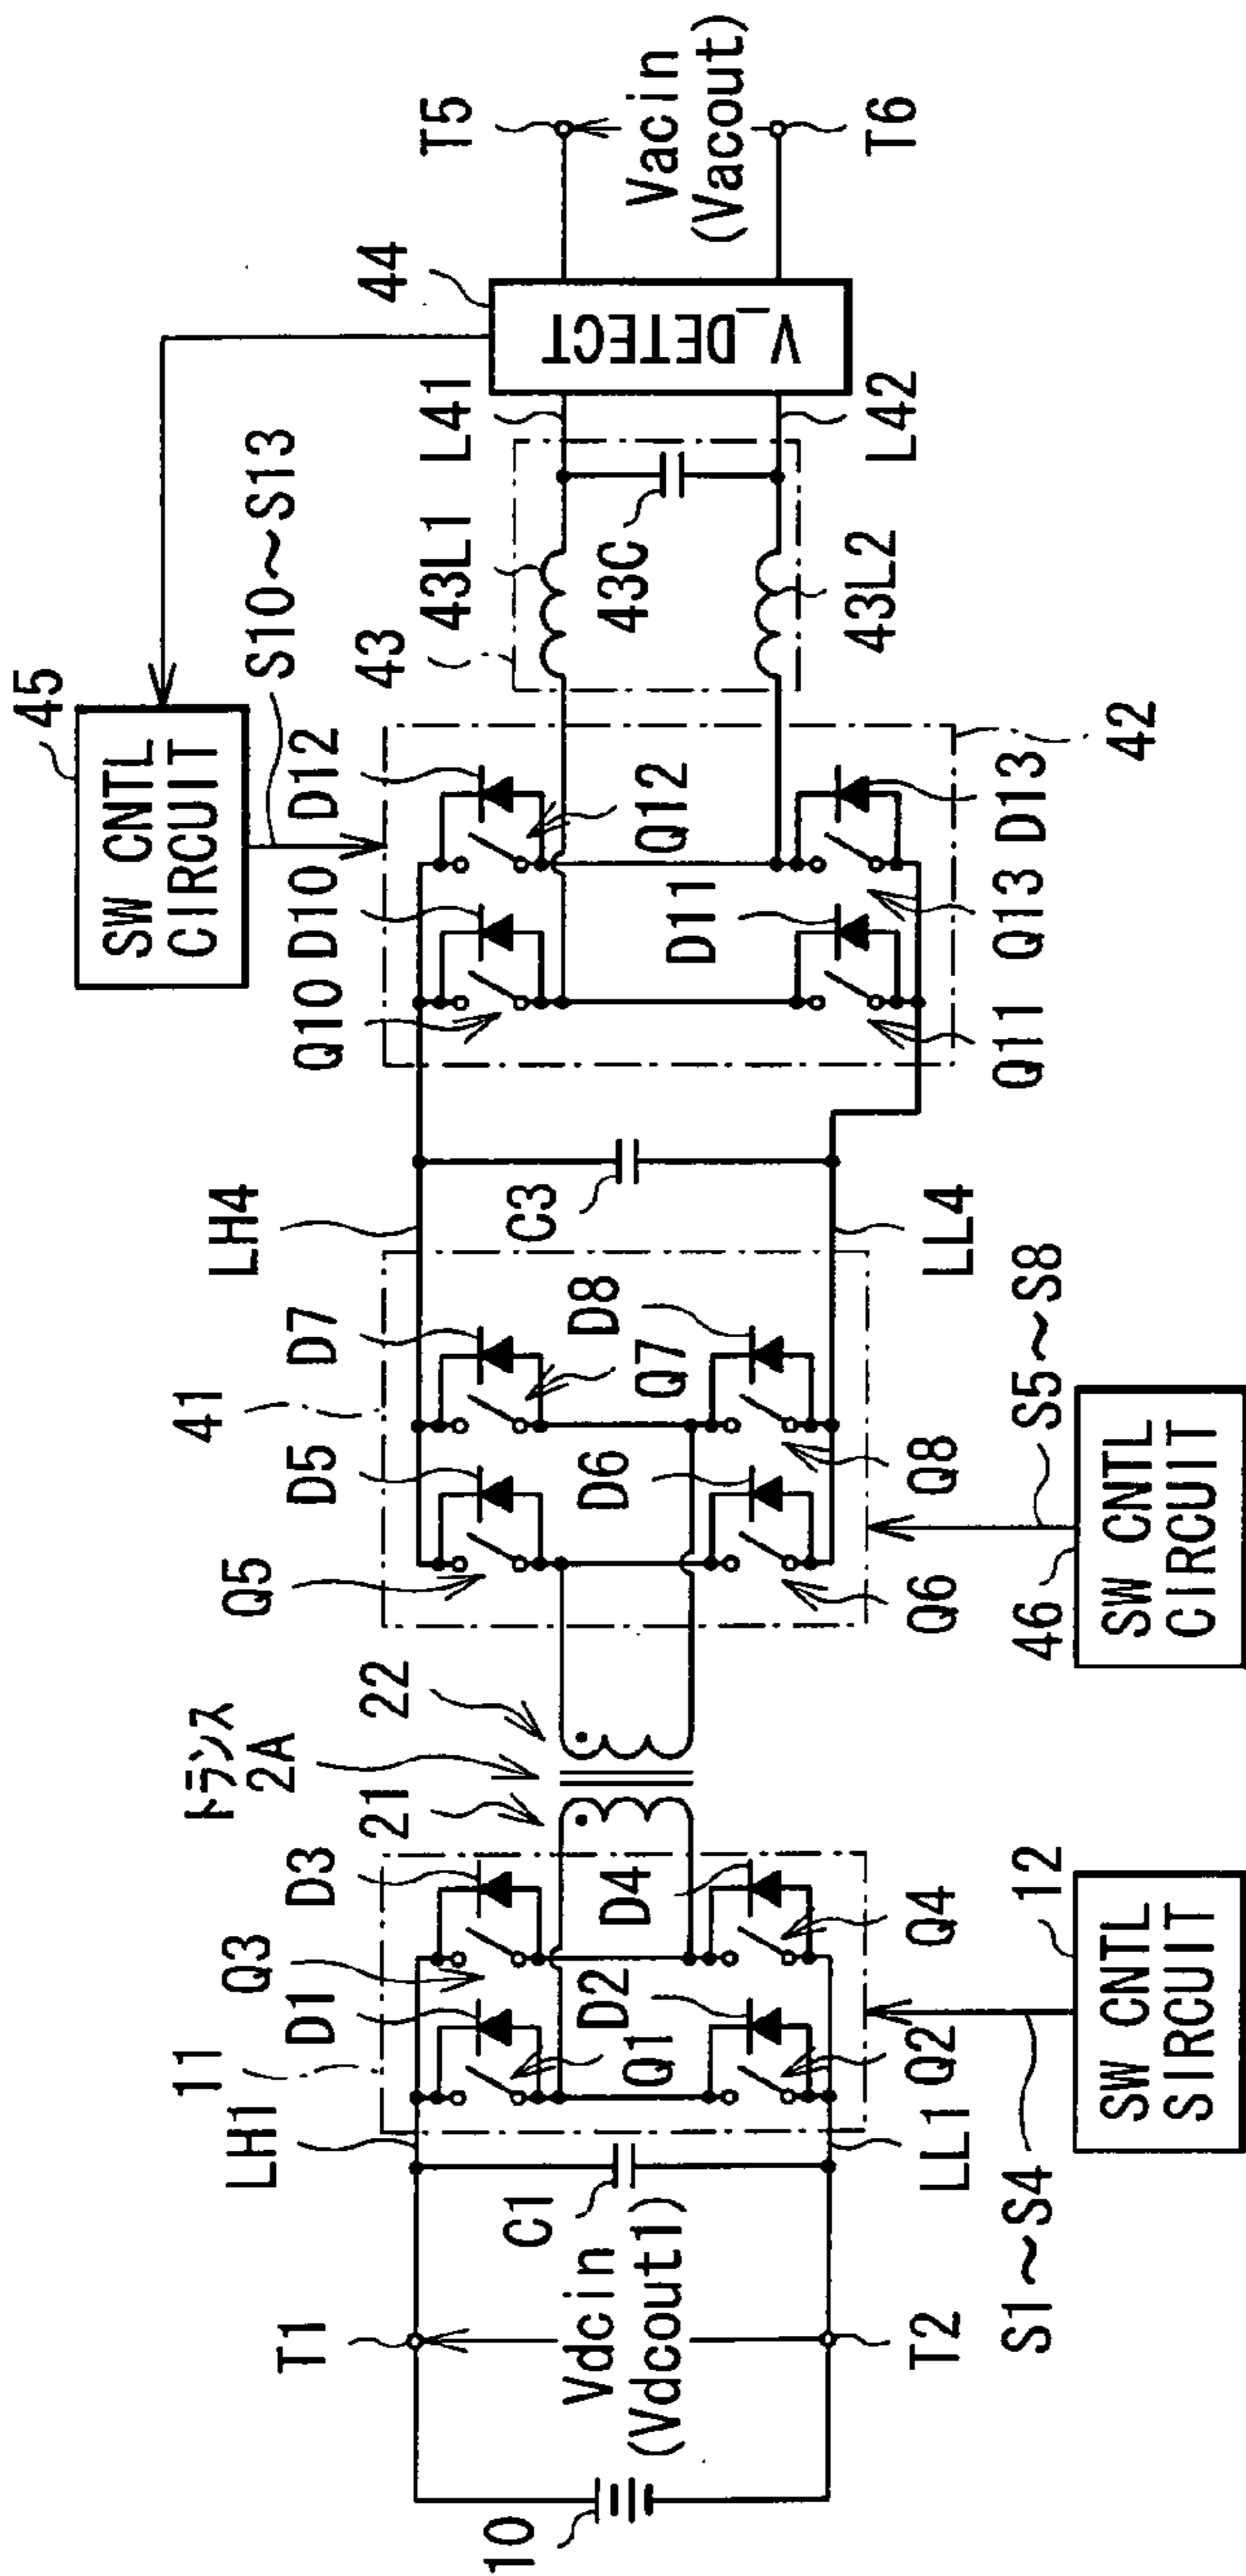 45
SW CNTL
CIRCUIT
S10～S13
44
V_DETECT
T5
Vacin
(Vacout)
T6
L41
L42
43
43L1
43C
43L2
42
Q10
D10
D12
Q12
D11
Q11
Q13
D13
LH4
C3
LL4
41
Q5
D5
D7
D8
Q7
D6
Q6
Q8
S5～S8
46
SW CNTL
CIRCUIT
トランス
2A
21
22
11
LH1
D1
Q3
D3
D4
D2
Q1
Q2
Q4
LL1
12
SW CNTL
SIRCUIT
S1～S4
T1
C1
Vdcin
(Vdcout1)
T2
10